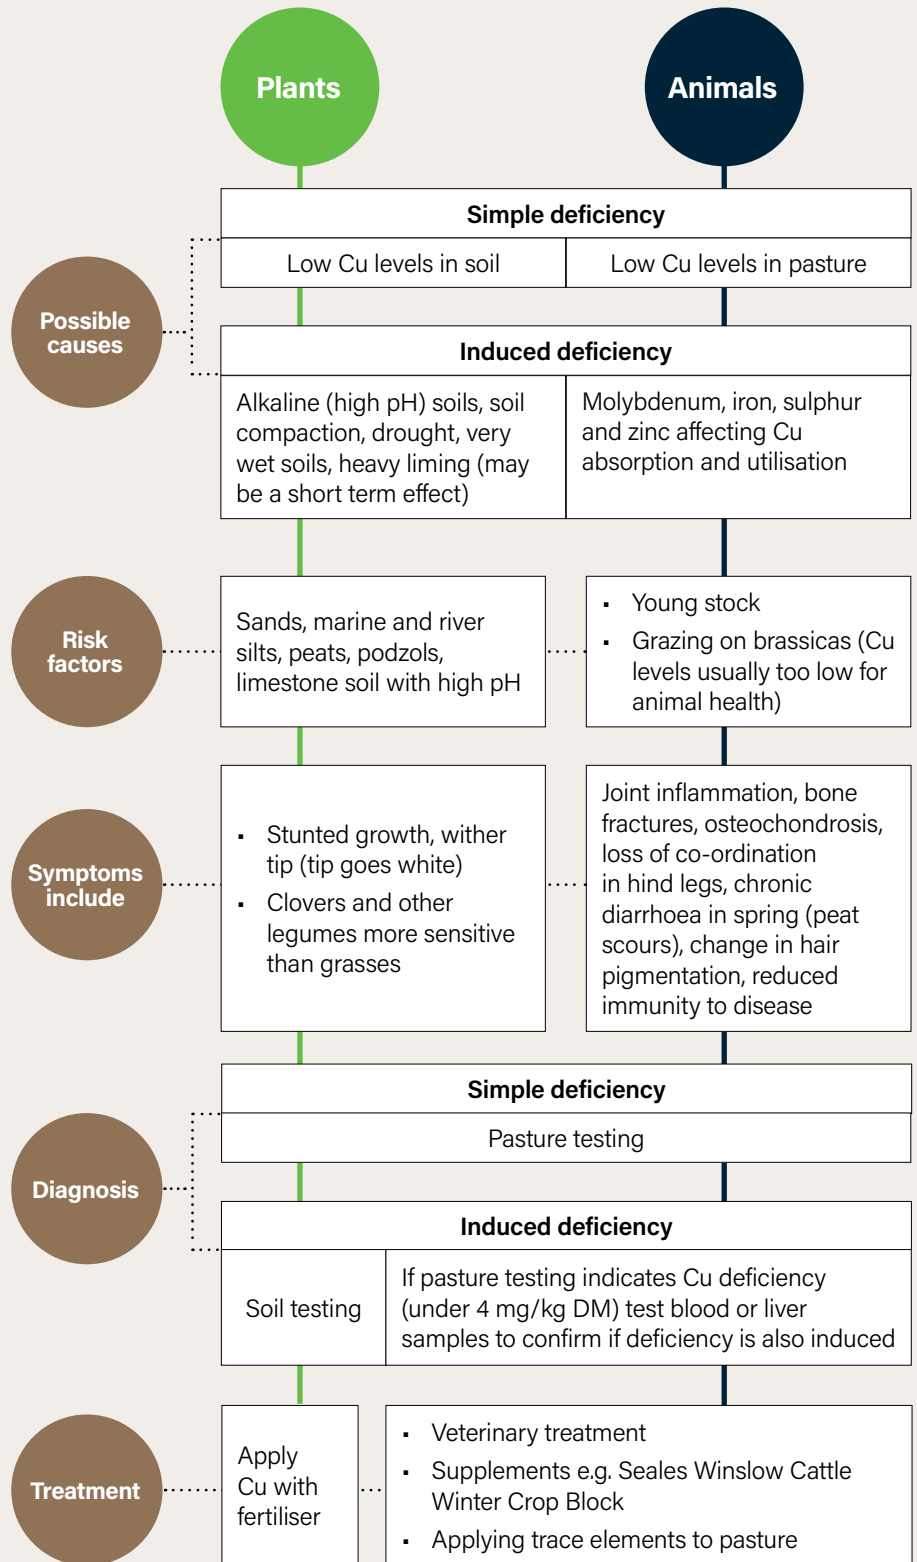 Plants
Animals
Possible
causes
Simple deficiency
Low Cu levels in soil
Low Cu levels in pasture
Induced deficiency
Alkaline (high pH) soils, soil
compaction, drought, very
wet soils, heavy liming (may
be a short term effect)
Molybdenum, iron, sulphur
and zinc affecting Cu
absorption and utilisation
Risk
factors
Sands, marine and river
silts, peats, podzols,
limestone soil with high pH
▪ Young stock
▪ Grazing on brassicas (Cu
levels usually too low for
animal health)
Symptoms
include
▪ Stunted growth, wither
tip (tip goes white)
▪ Clovers and other
legumes more sensitive
than grasses
Joint inflammation, bone
fractures, osteochondrosis,
loss of co-ordination
in hind legs, chronic
diarrhoea in spring (peat
scours), change in hair
pigmentation, reduced
immunity to disease
Diagnosis
Simple deficiency
Pasture testing
Induced deficiency
Soil testing
If pasture testing indicates Cu deficiency
(under 4 mg/kg DM) test blood or liver
samples to confirm if deficiency is also induced
Treatment
Apply
Cu with
fertiliser
▪ Veterinary treatment
▪ Supplements e.g. Seales Winslow Cattle
Winter Crop Block
▪ Applying trace elements to pasture